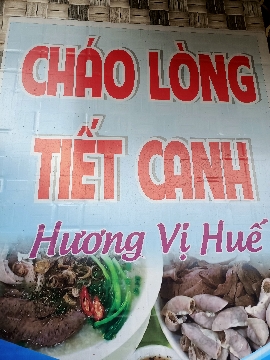 CHÁO LÒNG
TIẾT CANH
Hương Vị Huế